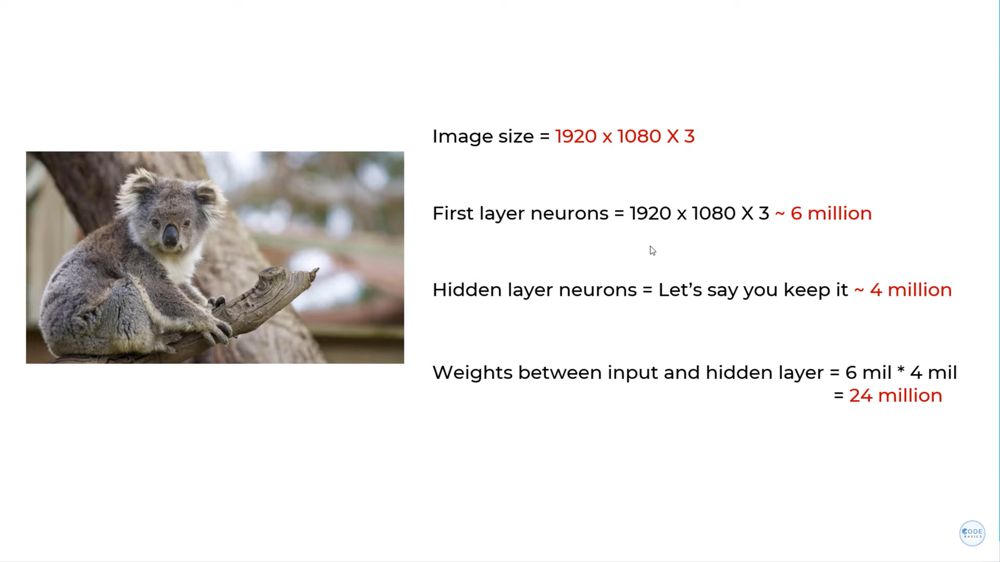 Image size = 1920 x 1080 X 3
First layer neurons = 1920 x 1080 X 3 ~ 6 million
Hidden layer neurons = Let’s say you keep it ~ 4 million
Weights between input and hidden layer = 6 mil * 4 mil
= 24 million
CODE
BASICS